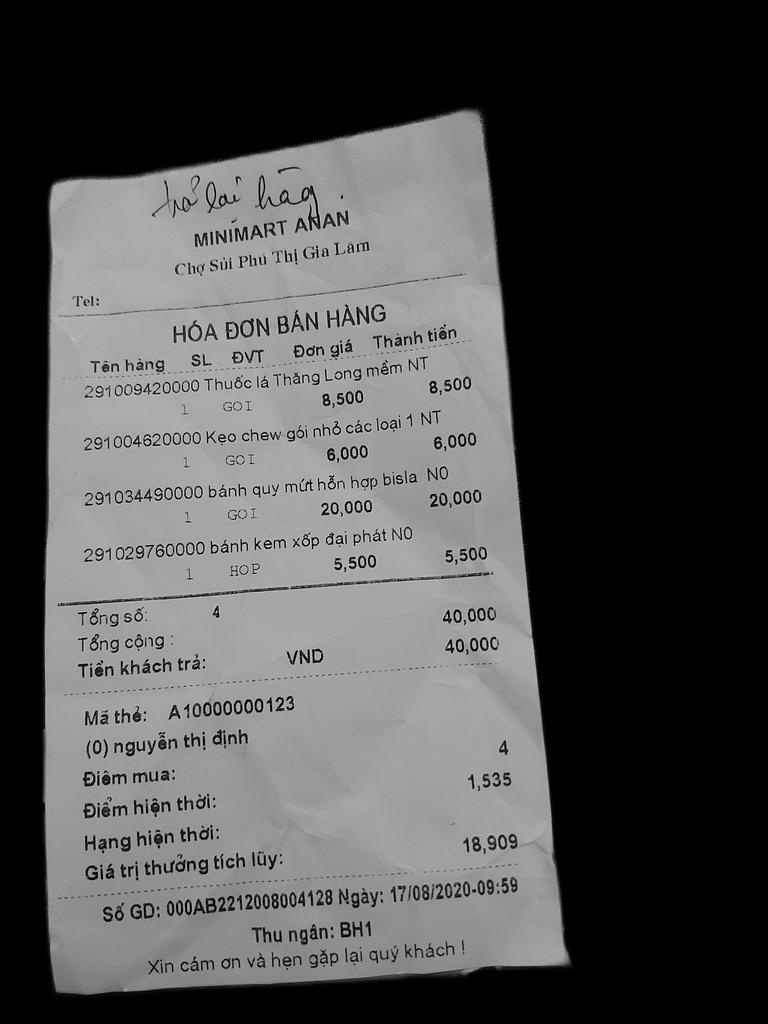 trả lại hàng.
MINIMART ANAN
Chợ Sủi Phú Thị Gia Lâm
Tel:
HÓA ĐƠN BÁN HÀNG
Tên hàng SL ĐVT Đơn giá Thành tiền
291009420000 Thuốc lá Thăng Long mềm NT
1 GOI 8,500 8,500
291004620000 Kẹo chew gói nhỏ các loại 1 NT
1 GOI 6,000 6,000
291034490000 bánh quy mứt hỗn hợp bisla N0
1 GOI 20,000 20,000
291029760000 bánh kem xốp đại phát N0
1 HOP 5,500 5,500
Tổng số: 4
Tổng cộng : 40,000
Tiền khách trả: VND 40,000
Mã thẻ: A10000000123
(0) nguyễn thị định
Điểm mua: 4
Điểm hiện thời: 1,535
Hạng hiện thời:
Giá trị thưởng tích lũy: 18,909
Số GD: 000AB2212008004128 Ngày: 17/08/2020-09:59
Thu ngân: BH1
Xin cám ơn và hẹn gặp lại quý khách !